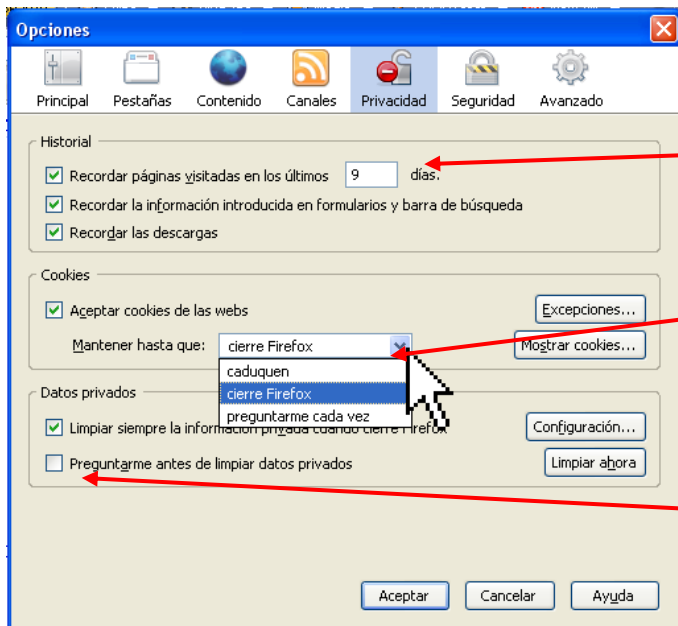 Opciones
Principal Pestañas Contenido Canales Privacidad Seguridad Avanzado
Historial
Recordar páginas visitadas en los últimos 9 días.
Recordar la información introducida en formularios y barra de búsqueda
Recordar las descargas
Cookies
Aceptar cookies de las webs Excepciones...
Mantener hasta que: cierre Firefox Mostrar cookies...
caduquen
cierre Firefox
preguntarme cada vez
Datos privados
Limpiar siempre la información privada cuando cierre Firefox Configuración...
Preguntarme antes de limpiar datos privados Limpiar ahora
Aceptar Cancelar Ayuda